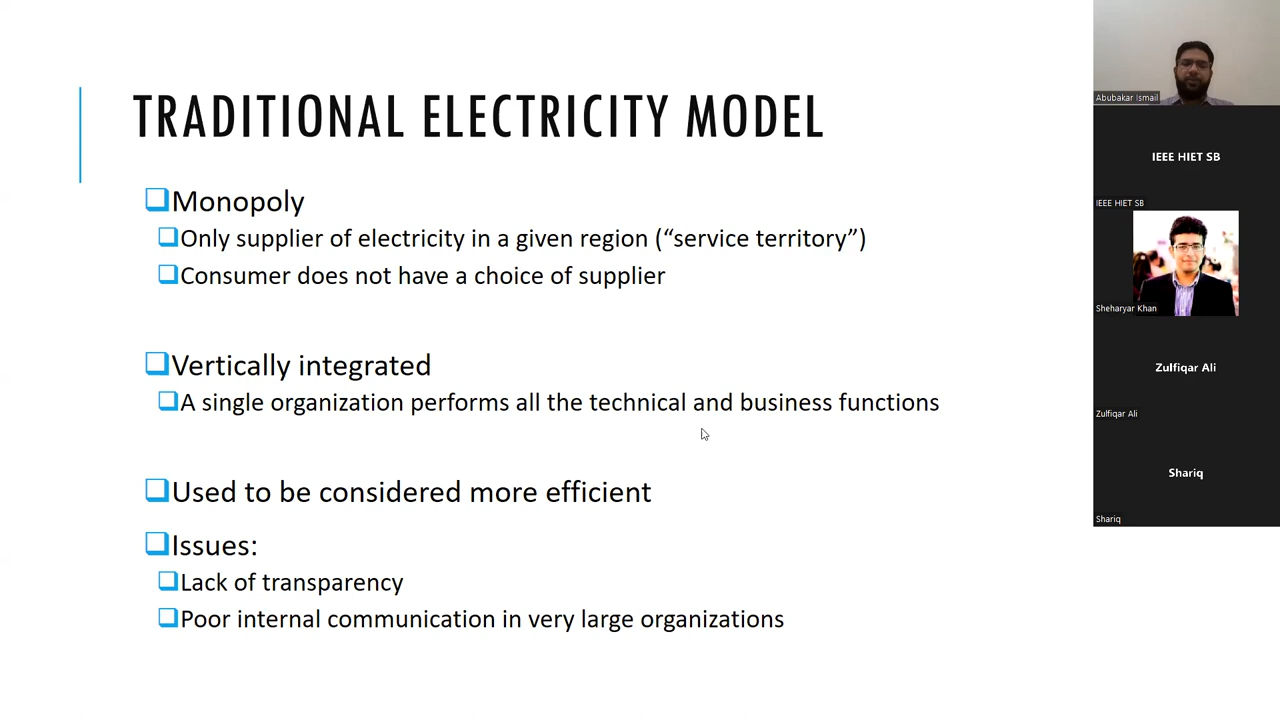 TRADITIONAL ELECTRICITY MODEL
Monopoly
Only supplier of electricity in a given region (“service territory”)
Consumer does not have a choice of supplier
Vertically integrated
A single organization performs all the technical and business functions
Used to be considered more efficient
Issues:
Lack of transparency
Poor internal communication in very large organizations
Abubakar Ismail
IEEE HIET SB
IEEE HIET SB
Sheharyar Khan
Zulfiqar Ali
Zulfiqar Ali
Shariq
Shariq